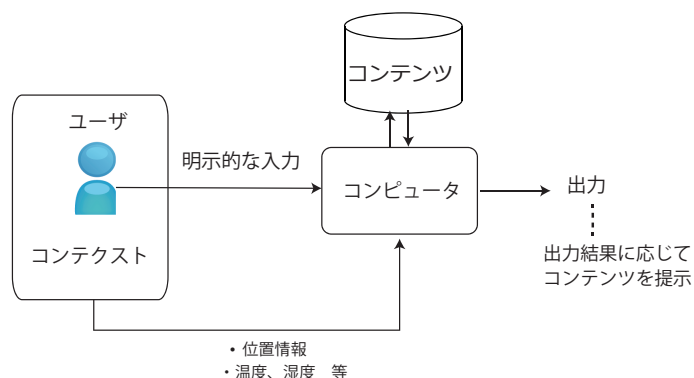 コンテンツ
ユーザ
明示的な入力
コンピュータ
出力
コンテクスト
出力結果に応じて
コンテンツを提示
・位置情報
・温度、湿度　等